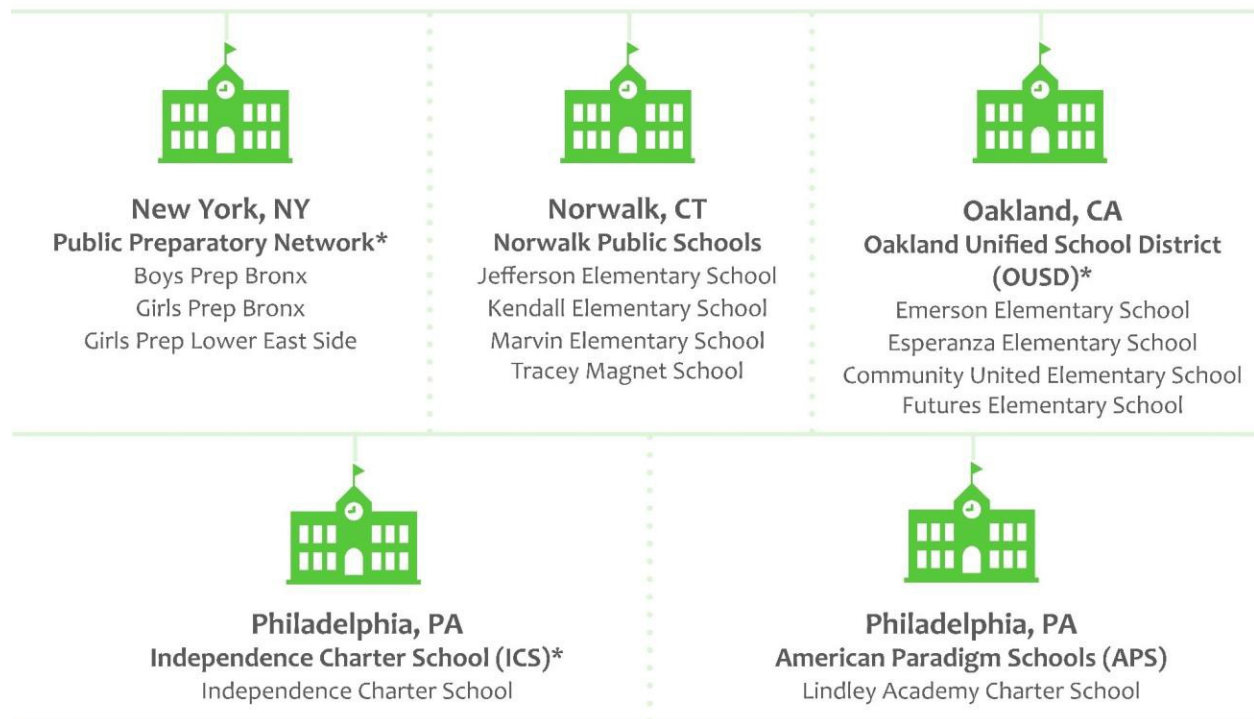 New York, NY
Public Preparatory Network*
Boys Prep Bronx
Girls Prep Bronx
Girls Prep Lower East Side
Norwalk, CT
Norwalk Public Schools
Jefferson Elementary School
Kendall Elementary School
Marvin Elementary School
Tracey Magnet School
Oakland, CA
Oakland Unified School District
(OUSD)*
Emerson Elementary School
Esperanza Elementary School
Community United Elementary School
Futures Elementary School
Philadelphia, PA
Independence Charter School (ICS)*
Independence Charter School
Philadelphia, PA
American Paradigm Schools (APS)
Lindley Academy Charter School